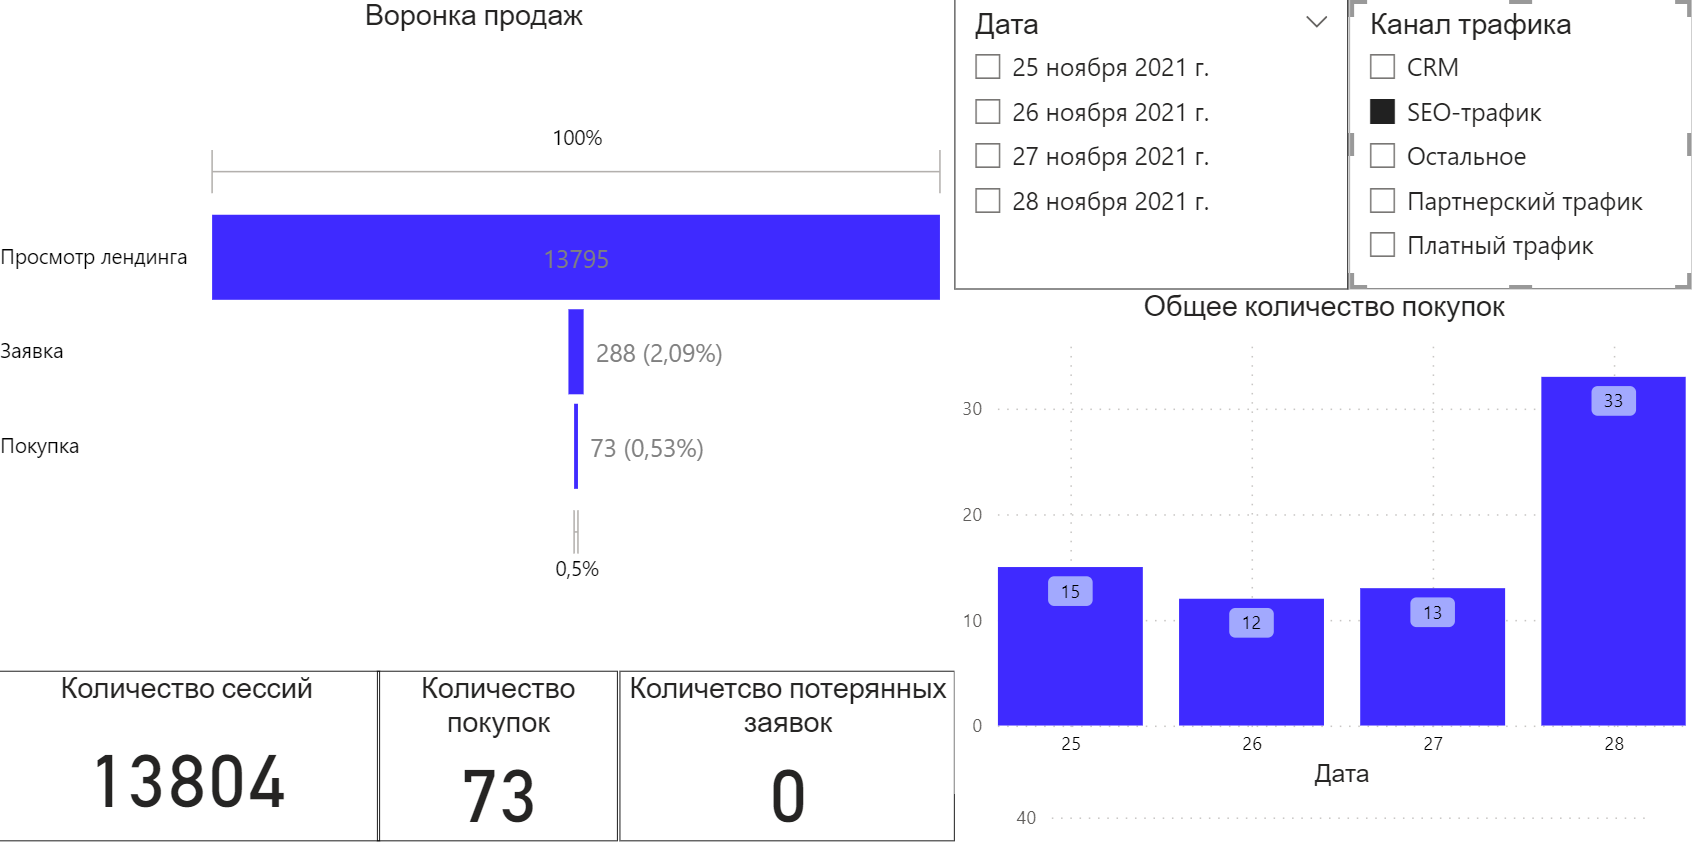 Воронка продаж
100%
Просмотр лендинга
13795
Заявка
288 (2,09%)
Покупка
73 (0,53%)
0,5%
Дата
25 ноября 2021 г.
26 ноября 2021 г.
27 ноября 2021 г.
28 ноября 2021 г.
Канал трафика
CRM
SEO-трафик
Остальное
Партнерский трафик
Платный трафик
Общее количество покупок
30
20
10
0
15
12
13
33
25
26
27
28
Дата
40
Количество сессий
13804
Количество
покупок
73
Количетсво потерянных
заявок
0